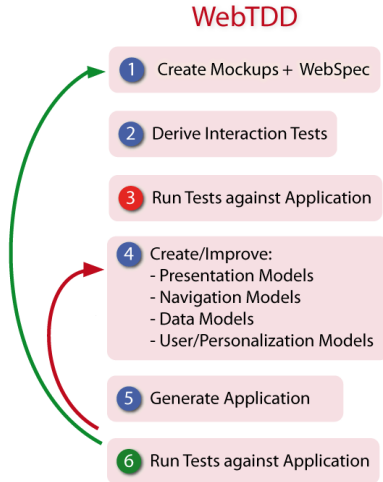 WebTDD
1 Create Mockups + WebSpec
2 Derive Interaction Tests
3 Run Tests against Application
4 Create/Improve:
- Presentation Models
- Navigation Models
- Data Models
- User/Personalization Models
5 Generate Application
6 Run Tests against Application